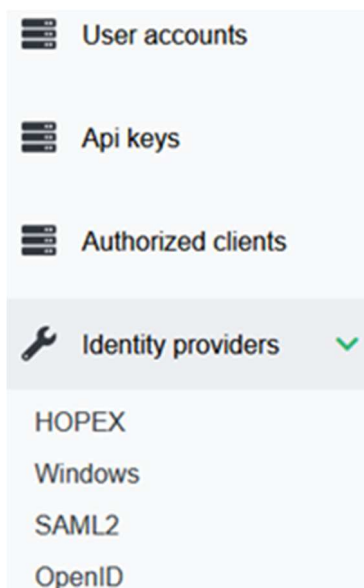 User accounts
Api keys
Authorized clients
Identity providers
HOPEX
Windows
SAML2
OpenID